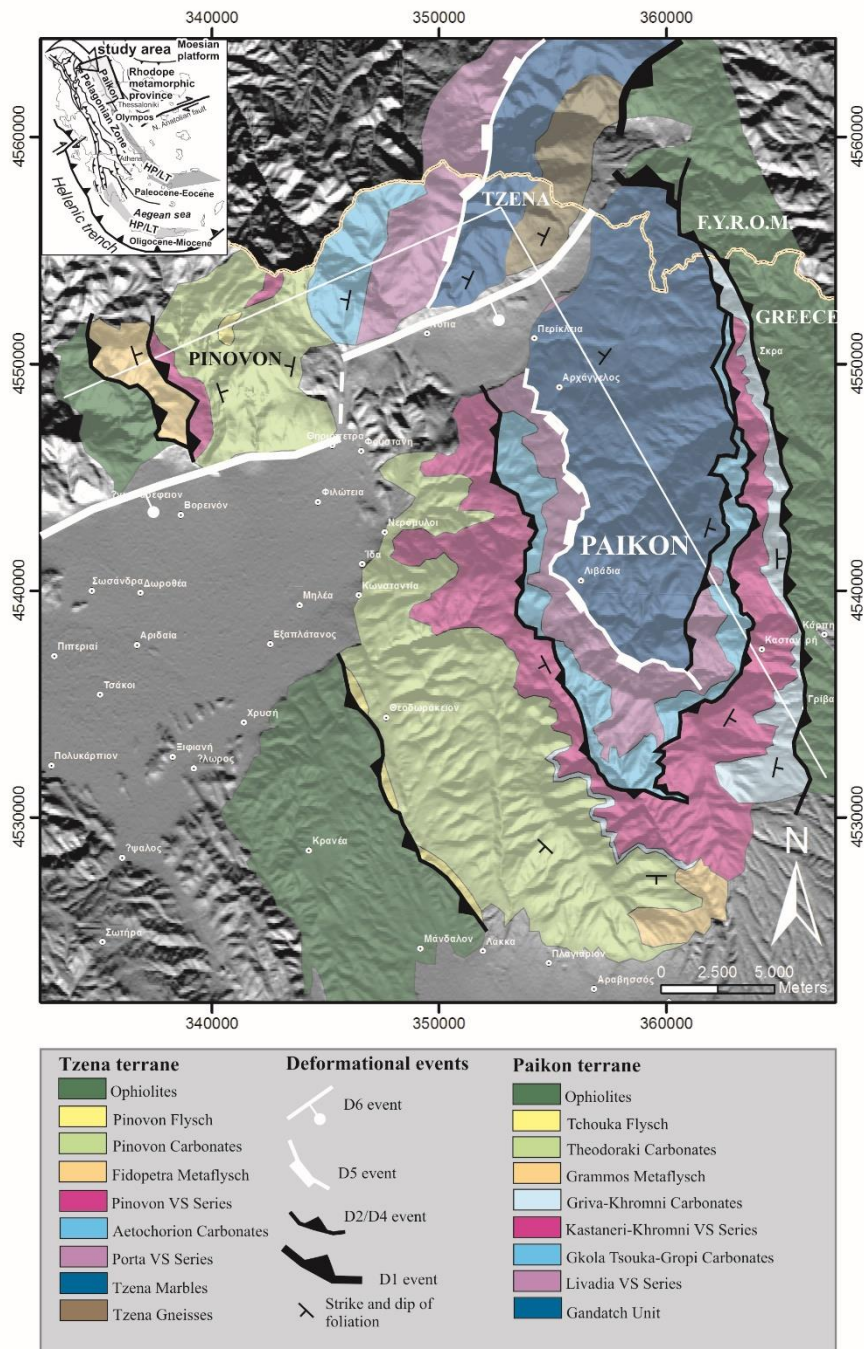 340000
350000
360000
study area
Moesian
platform
Paikon
Pelagonian Zone
Rhodope
metamorphic
province
Thessaloniki
Olympos
N. Anatolian fault
Athens
HP/LT
Paleocene-Eocene
Aegean sea
HP/LT
Oligocene-Miocene
Hellenic trench
4560000
4560000
TZENA
F.Y.R.O.M.
GREECE
4550000
4550000
PINOVON
Νότια
Περίκλεια
Σκρα
Αρχάγγελος
Φούστανη
Βορεινόν
Φιλώτεια
Νερόμυλοι
Ίδα
PAIKON
Λιβάδια
4540000
4540000
Σωσάνδρα
Δωροθέα
Μηλέα
Κωνσταντία
Πιπεριαί
Αριδαία
Εξαπλάτανος
Κάρπη
Τσάκοι
Χρυσή
Θεοδωράκειον
Γρίβα
Πολυκάρπιον
Ξιφιανή
?λωρος
4530000
4530000
?ψαλος
Κρανέα
N
Σωτήρα
Μάνδαλον
Λάκκα
Πλαγιάριον
Αραβησσός
0 2.500 5.000
Meters
340000
350000
360000
Tzena terrane
Ophiolites
Pinovon Flysch
Pinovon Carbonates
Fidopetra Metaflysch
Pinovon VS Series
Aetochorion Carbonates
Porta VS Series
Tzena Marbles
Tzena Gneisses
Deformational events
D6 event
D5 event
D2/D4 event
D1 event
Strike and dip of
foliation
Paikon terrane
Ophiolites
Tchouka Flysch
Theodoraki Carbonates
Grammos Metaflysch
Griva-Khromni Carbonates
Kastaneri-Khromni VS Series
Gkola Tsouka-Gropi Carbonates
Livadia VS Series
Gandatch Unit